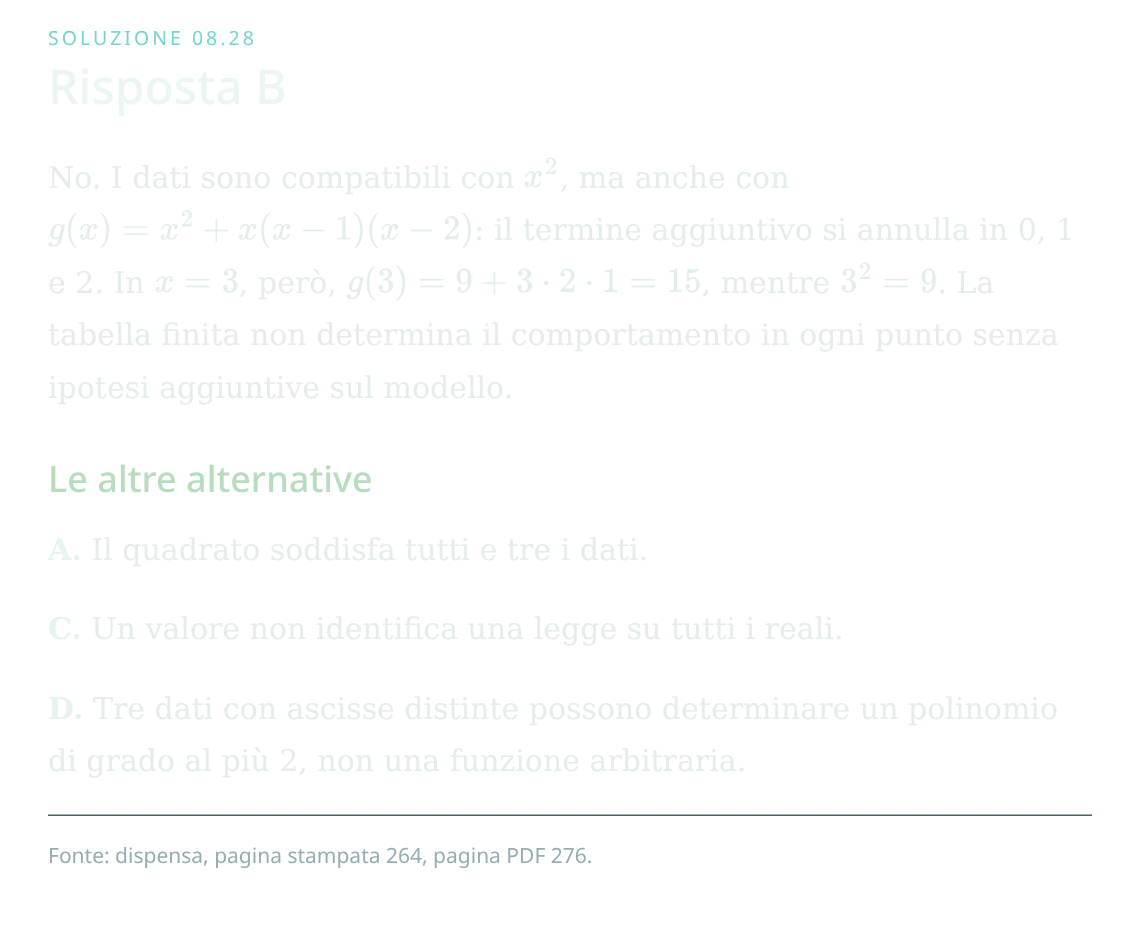 SOLUZIONE 08.28
Risposta B
No. I dati sono compatibili con x², ma anche con
g(x) = x² + x(x − 1)(x − 2): il termine aggiuntivo si annulla in 0, 1
e 2. In x = 3, però, g(3) = 9 + 3 · 2 · 1 = 15, mentre 3² = 9. La
tabella finita non determina il comportamento in ogni punto senza
ipotesi aggiuntive sul modello.
Le altre alternative
A. Il quadrato soddisfa tutti e tre i dati.
C. Un valore non identifica una legge su tutti i reali.
D. Tre dati con ascisse distinte possono determinare un polinomio
di grado al più 2, non una funzione arbitraria.
Fonte: dispensa, pagina stampata 264, pagina PDF 276.